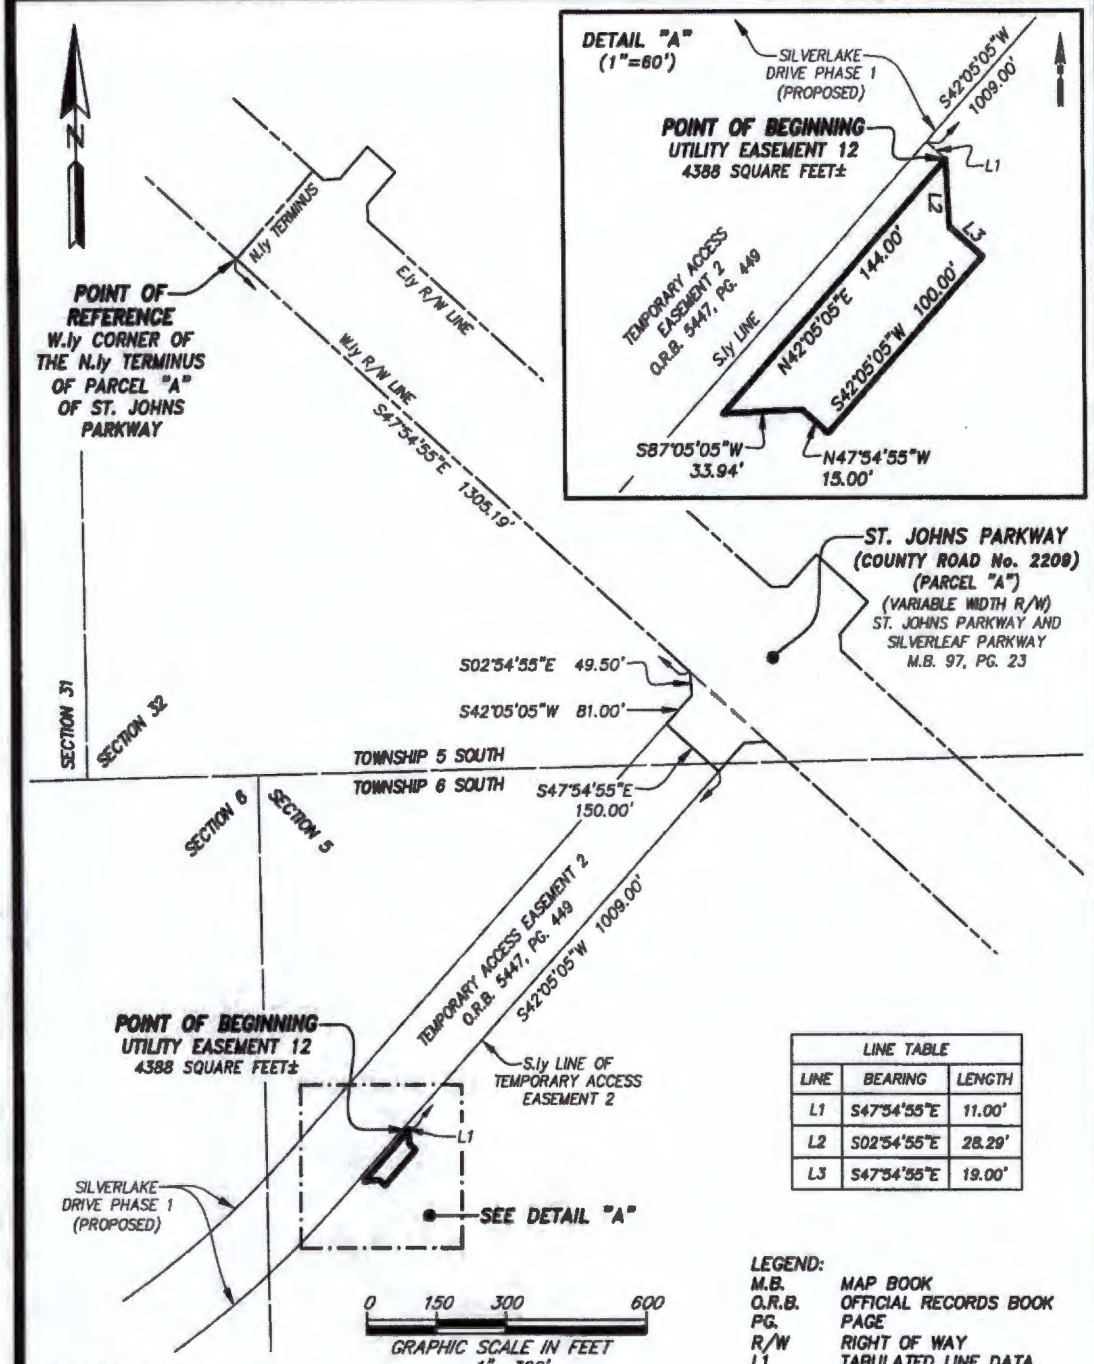 DETAIL "A"
(1"=60')
SILVERLAKE
DRIVE PHASE 1
(PROPOSED)
S42°05'05"W
1009.00'
POINT OF BEGINNING
UTILITY EASEMENT 12
4388 SQUARE FEET±
L1
L2
L3
TEMPORARY ACCESS
EASEMENT 2
O.R.B. 5447, PG. 449
S.ly LINE
N42°05'05"E 144.00'
S42°05'05"W 100.00'
S87°05'05"W
33.94'
N47°54'55"W
15.00'
N
N.ly TERMINUS
E.ly R/W LINE
POINT OF
REFERENCE
W.ly CORNER OF
THE N.ly TERMINUS
OF PARCEL "A"
OF ST. JOHNS
PARKWAY
W.ly R/W LINE
S47°54'55"E 1305.19'
ST. JOHNS PARKWAY
(COUNTY ROAD No. 2209)
(PARCEL "A")
(VARIABLE WIDTH R/W)
ST. JOHNS PARKWAY AND
SILVERLEAF PARKWAY
M.B. 97, PG. 23
S02°54'55"E 49.50'
S42°05'05"W 81.00'
SECTION 31
SECTION 32
TOWNSHIP 5 SOUTH
TOWNSHIP 6 SOUTH
S47°54'55"E
150.00'
SECTION 6
SECTION 5
TEMPORARY ACCESS EASEMENT 2
O.R.B. 5447, PG. 449
S42°05'05"W 1009.00'
POINT OF BEGINNING
UTILITY EASEMENT 12
4388 SQUARE FEET±
S.ly LINE OF
TEMPORARY ACCESS
EASEMENT 2
L1
SILVERLAKE
DRIVE PHASE 1
(PROPOSED)
SEE DETAIL "A"
LINE TABLE
LINE BEARING LENGTH
L1 S47°54'55"E 11.00'
L2 S02°54'55"E 28.29'
L3 S47°54'55"E 19.00'
0 150 300 600
GRAPHIC SCALE IN FEET
1" 300'
LEGEND:
M.B. MAP BOOK
O.R.B. OFFICIAL RECORDS BOOK
PG. PAGE
R/W RIGHT OF WAY
L1 TABULATED LINE DATA